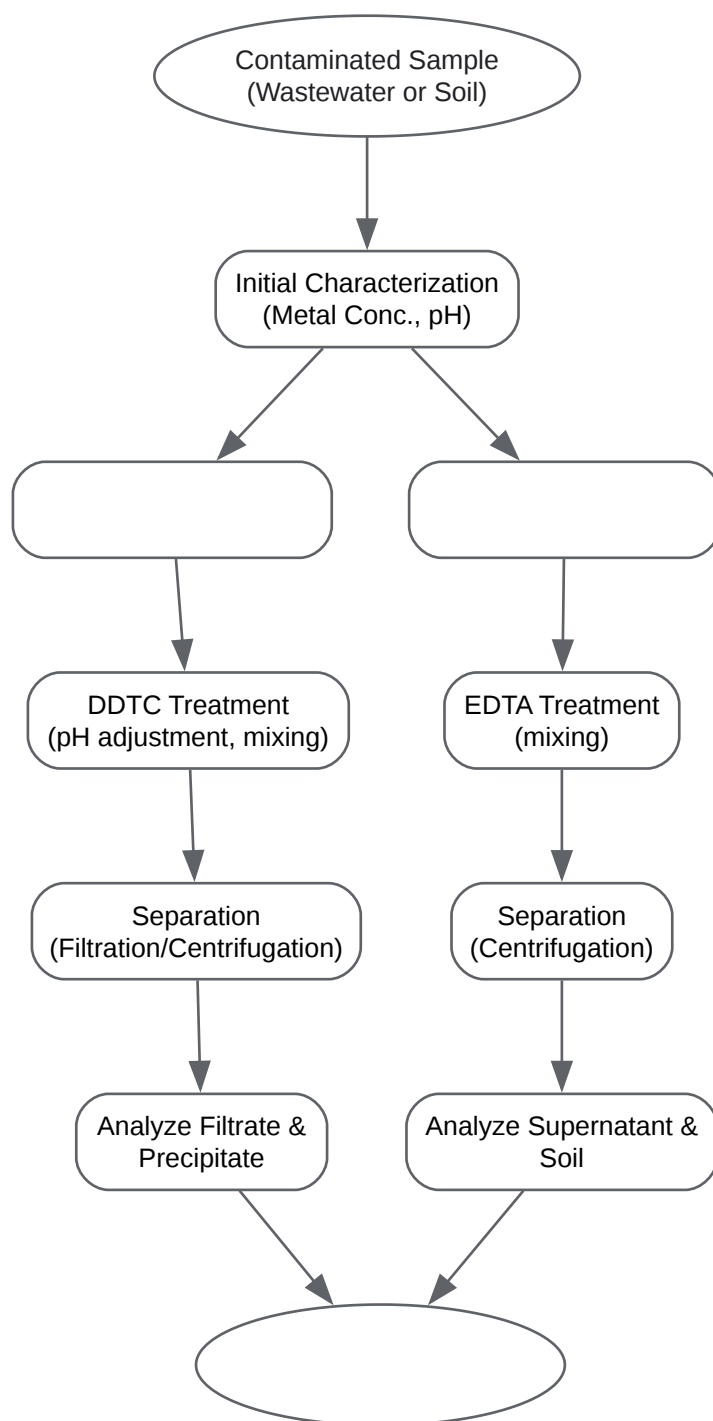 Contaminated Sample
(Wastewater or Soil)
Initial Characterization
(Metal Conc., pH)
DDTC Treatment
(pH adjustment, mixing)
EDTA Treatment
(mixing)
Separation
(Filtration/Centrifugation)
Separation
(Centrifugation)
Analyze Filtrate &
Precipitate
Analyze Supernatant &
Soil